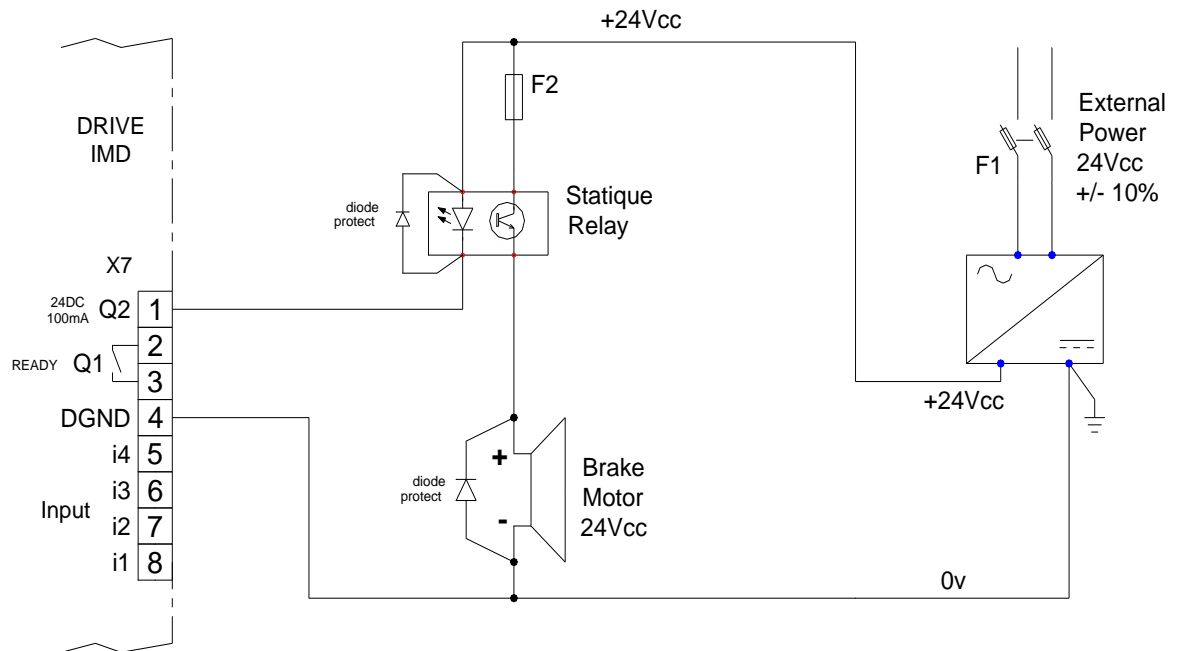 +24Vcc
F2
DRIVE
IMD
External
Power
24Vcc
+/- 10%
F1
Statique
Relay
diode
protect
X7
24DC
100mA
Q2
1
2
READY
Q1
3
DGND
4
i4
5
i3
6
Input
i2
7
i1
8
+24Vcc
+
-
diode
protect
Brake
Motor
24Vcc
0v